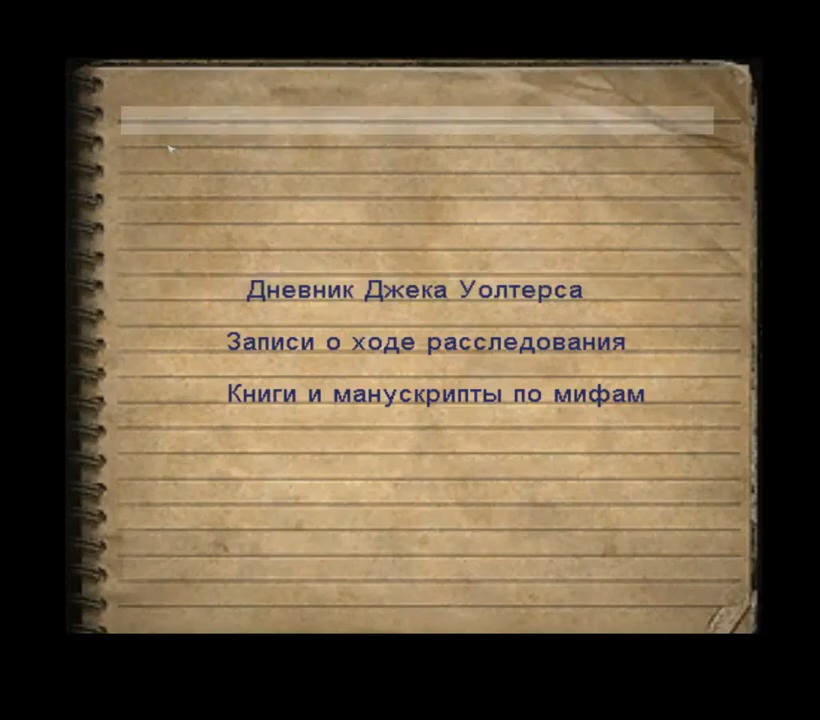 Дневник Джека Уолтерса
Записи о ходе расследования
Книги и манускрипты по мифам